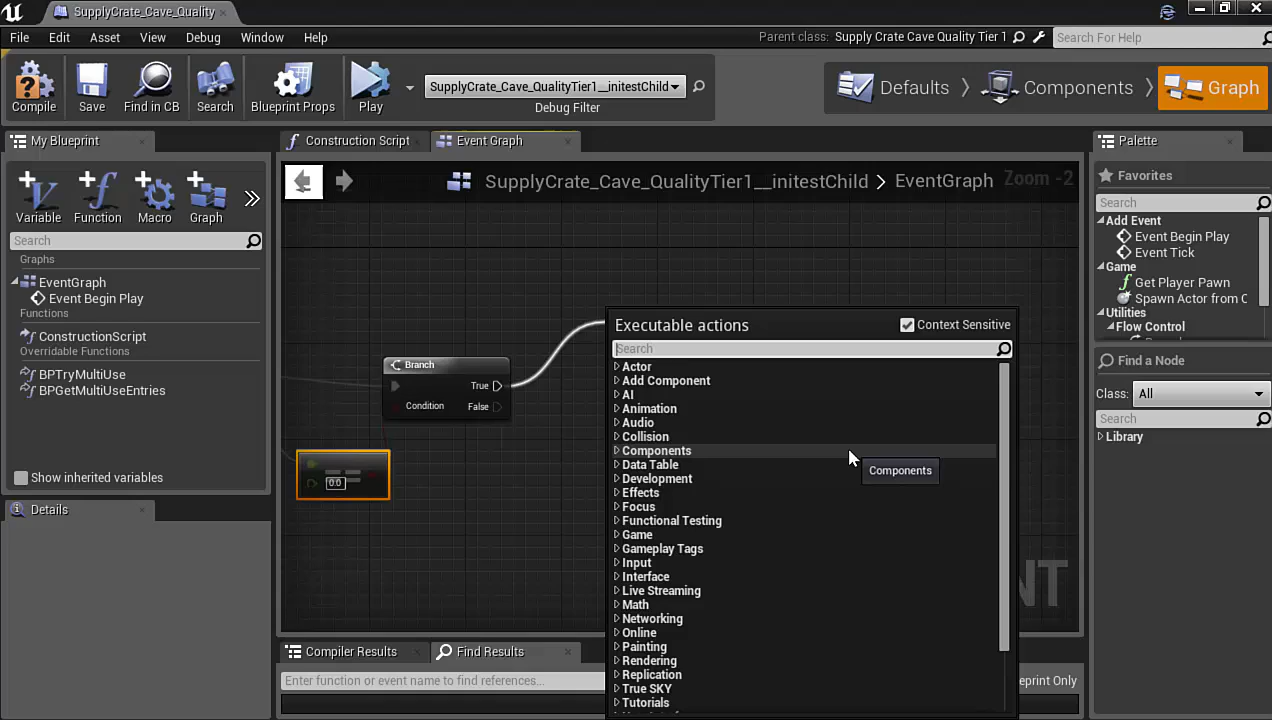 SupplyCrate_Cave_Quality
File Edit Asset View Debug Window Help
Parent class: Supply Crate Cave Quality Tier 1
Search For Help
Compile
Save
Find in CB
Search
Blueprint Props
Play
SupplyCrate_Cave_QualityTier1__initestChild
Debug Filter
Defaults
Components
Graph
My Blueprint
Variable
Function
Macro
Graph
Search
Graphs
EventGraph
Event Begin Play
Functions
ConstructionScript
Overridable Functions
BPTryMultiUse
BPGetMultiUseEntries
Show inherited variables
Details
Construction Script
Event Graph
SupplyCrate_Cave_QualityTier1__initestChild > EventGraph
Zoom -2
Branch
True
Condition
False
0.0
Executable actions
Context Sensitive
Search
Actor
Add Component
AI
Animation
Audio
Collision
Components
Data Table
Development
Effects
Focus
Functional Testing
Game
Gameplay Tags
Input
Interface
Live Streaming
Math
Networking
Online
Painting
Rendering
Replication
True SKY
Tutorials
Components
NT
Compiler Results
Find Results
Enter function or event name to find references...
eprint Only
Palette
Favorites
Search
Add Event
Event Begin Play
Event Tick
Game
Get Player Pawn
Spawn Actor from C
Utilities
Flow Control
Find a Node
Class: All
Search
Library